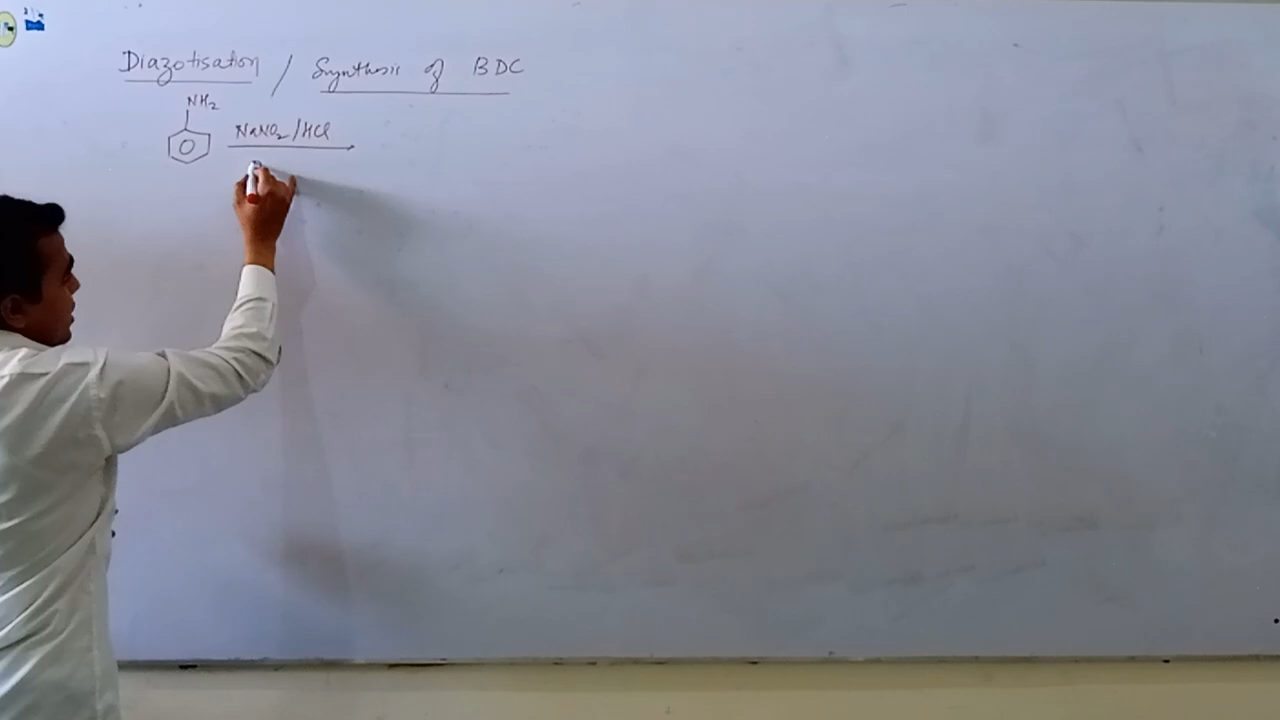 Diazotisation / Synthesis of BDC
NH₂
NaNO₂/HCl